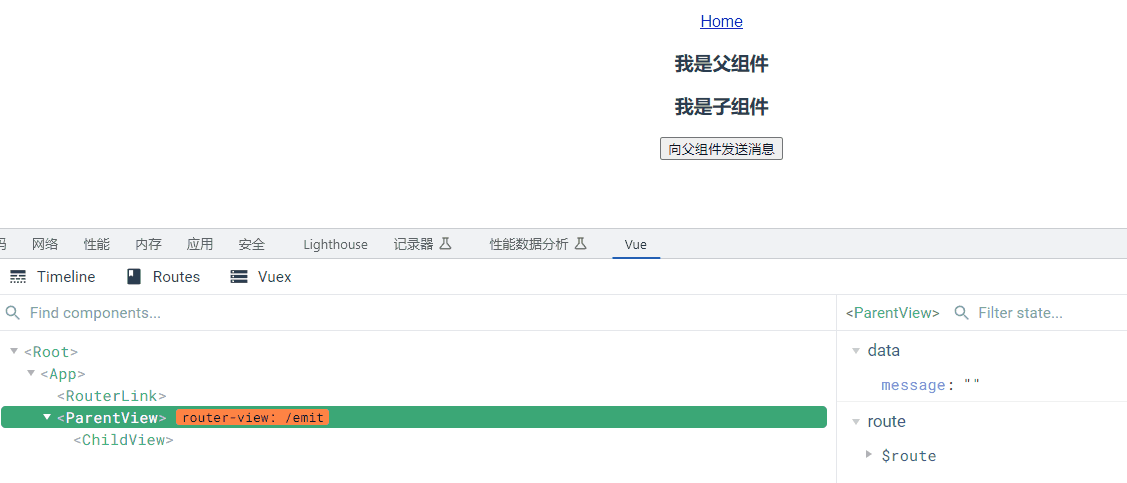 Home
我是父组件
我是子组件
向父组件发送消息
码 网络 性能 内存 应用 安全 Lighthouse 记录器 性能数据分析 Vue
Timeline Routes Vuex
Find components... <ParentView> Filter state...
<Root>
<App>
<RouterLink>
<ParentView> router-view: /emit
<ChildView>
data
message: ""
route
$route